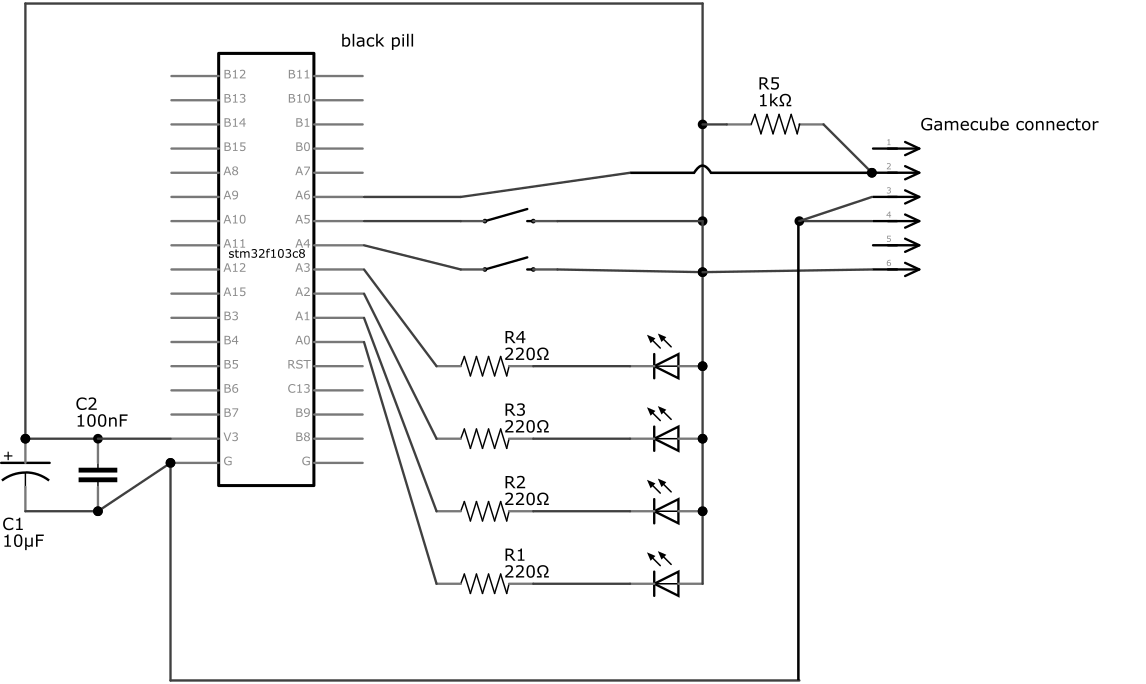 black pill
R5
1kΩ
Gamecube connector
B12 B11
B13 B10
B14 B1
B15 B0
A8 A7
A9 A6
A10 A5
A11 A4
stm32f103c8
A12 A3
A15 A2
B3 A1
B4 A0
B5 RST
B6 C13
B7 B9
V3 B8
G G
1
2
3
4
5
6
R4
220Ω
R3
220Ω
R2
220Ω
R1
220Ω
C2
100nF
+
C1
10µF